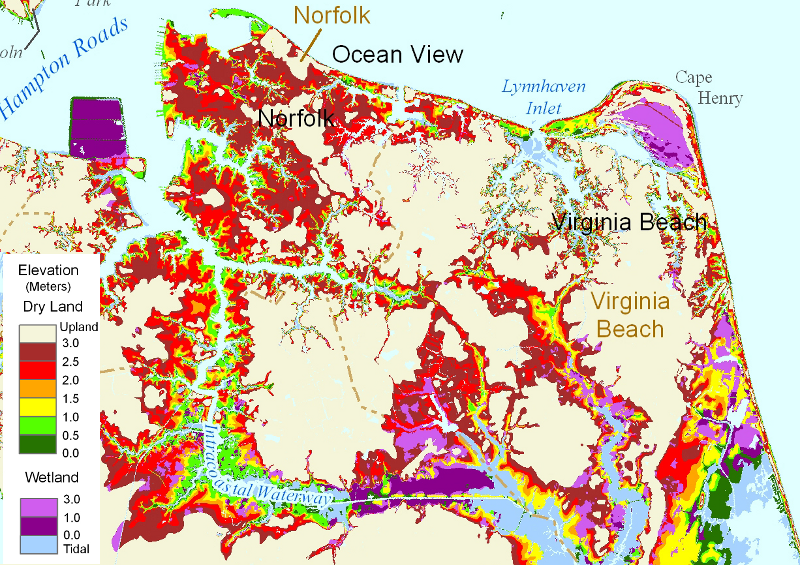 Park
oln
Hampton Roads
Norfolk
Ocean View
Norfolk
Lynnhaven
Inlet
Cape
Henry
Virginia Beach
Virginia
Beach
Intracoastal Waterway
Elevation
(Meters)
Dry Land
Upland
3.0
2.5
2.0
1.5
1.0
0.5
0.0
Wetland
3.0
1.0
0.0
Tidal